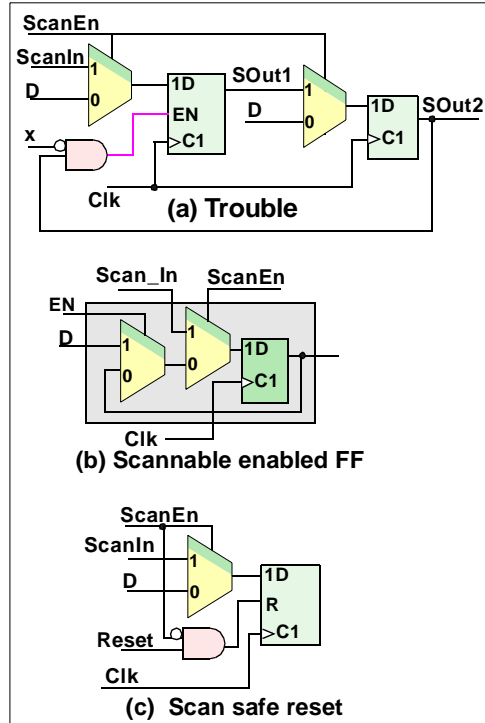 ScanEn
ScanIn
1
1D
SOut1
D
0
EN
D
1
0
1D
SOut2
x
C1
C1
Clk
(a) Trouble
Scan_In
ScanEn
EN
D
1
1
1D
0
0
C1
Clk
(b) Scannable enabled FF
ScanEn
ScanIn
1
1D
D
0
R
Reset
C1
Clk
(c) Scan safe reset